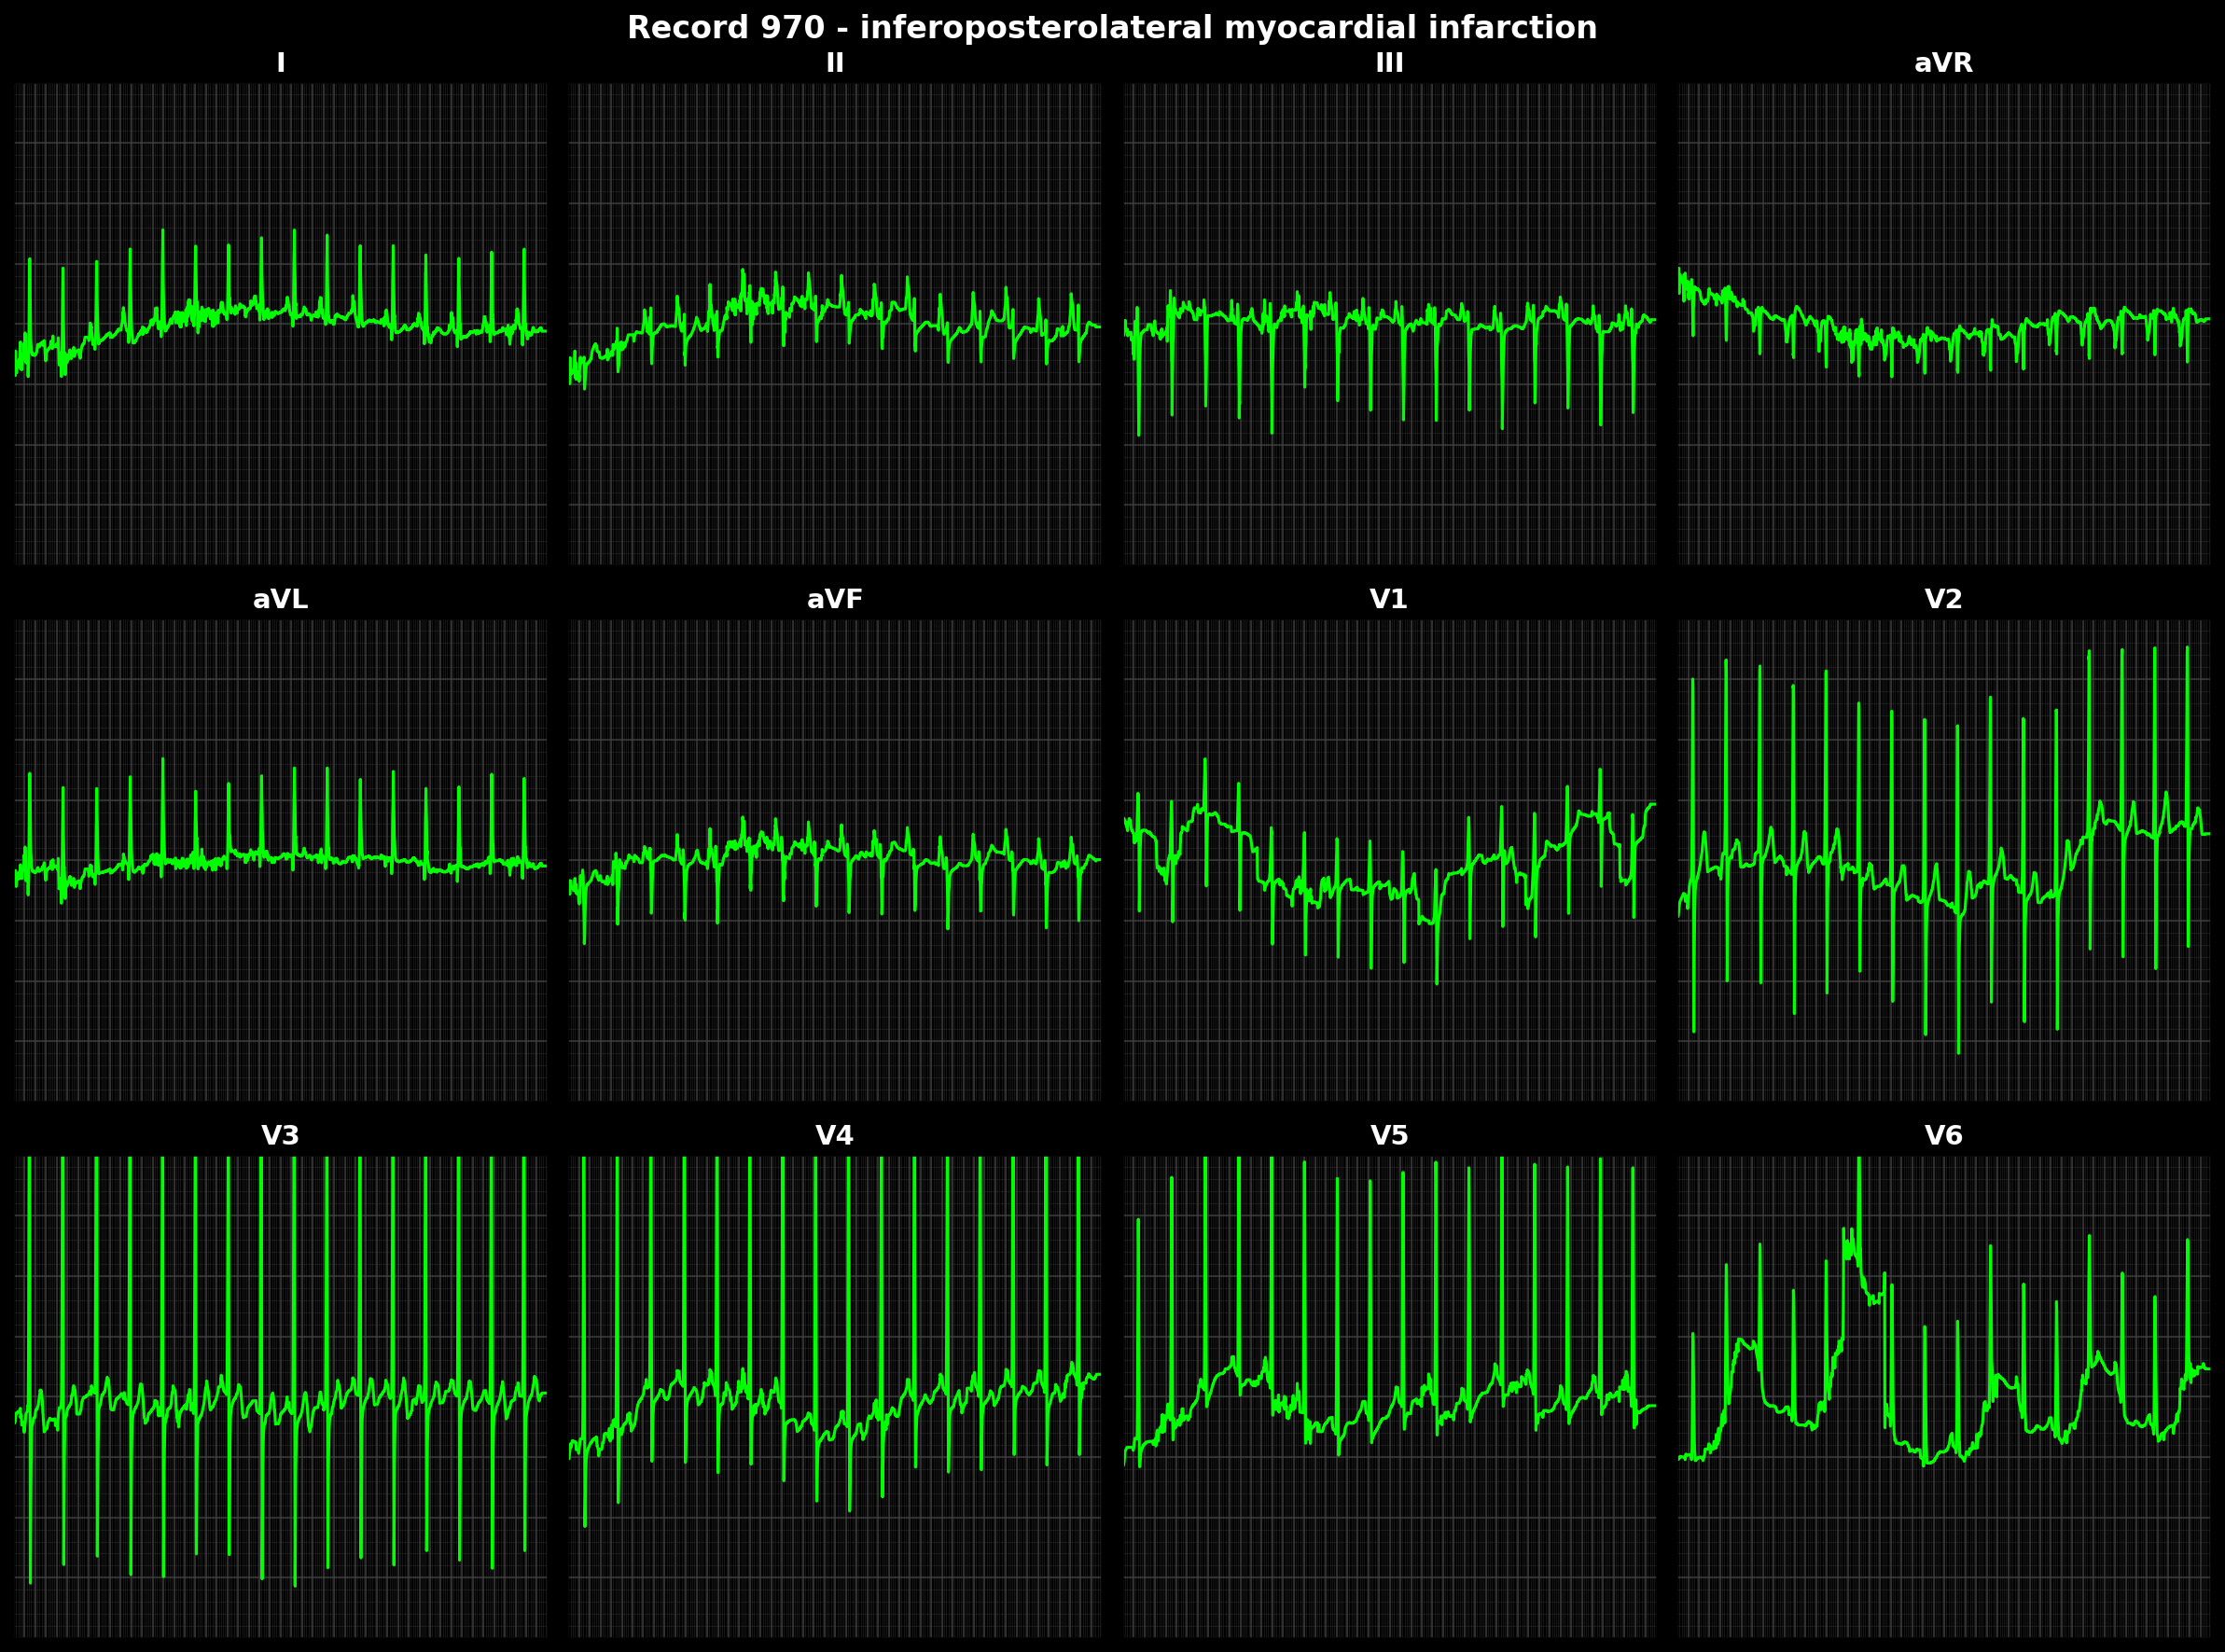 Record 970 - inferoposterolateral myocardial infarction
I II III aVR
aVL aVF V1 V2
V3 V4 V5 V6